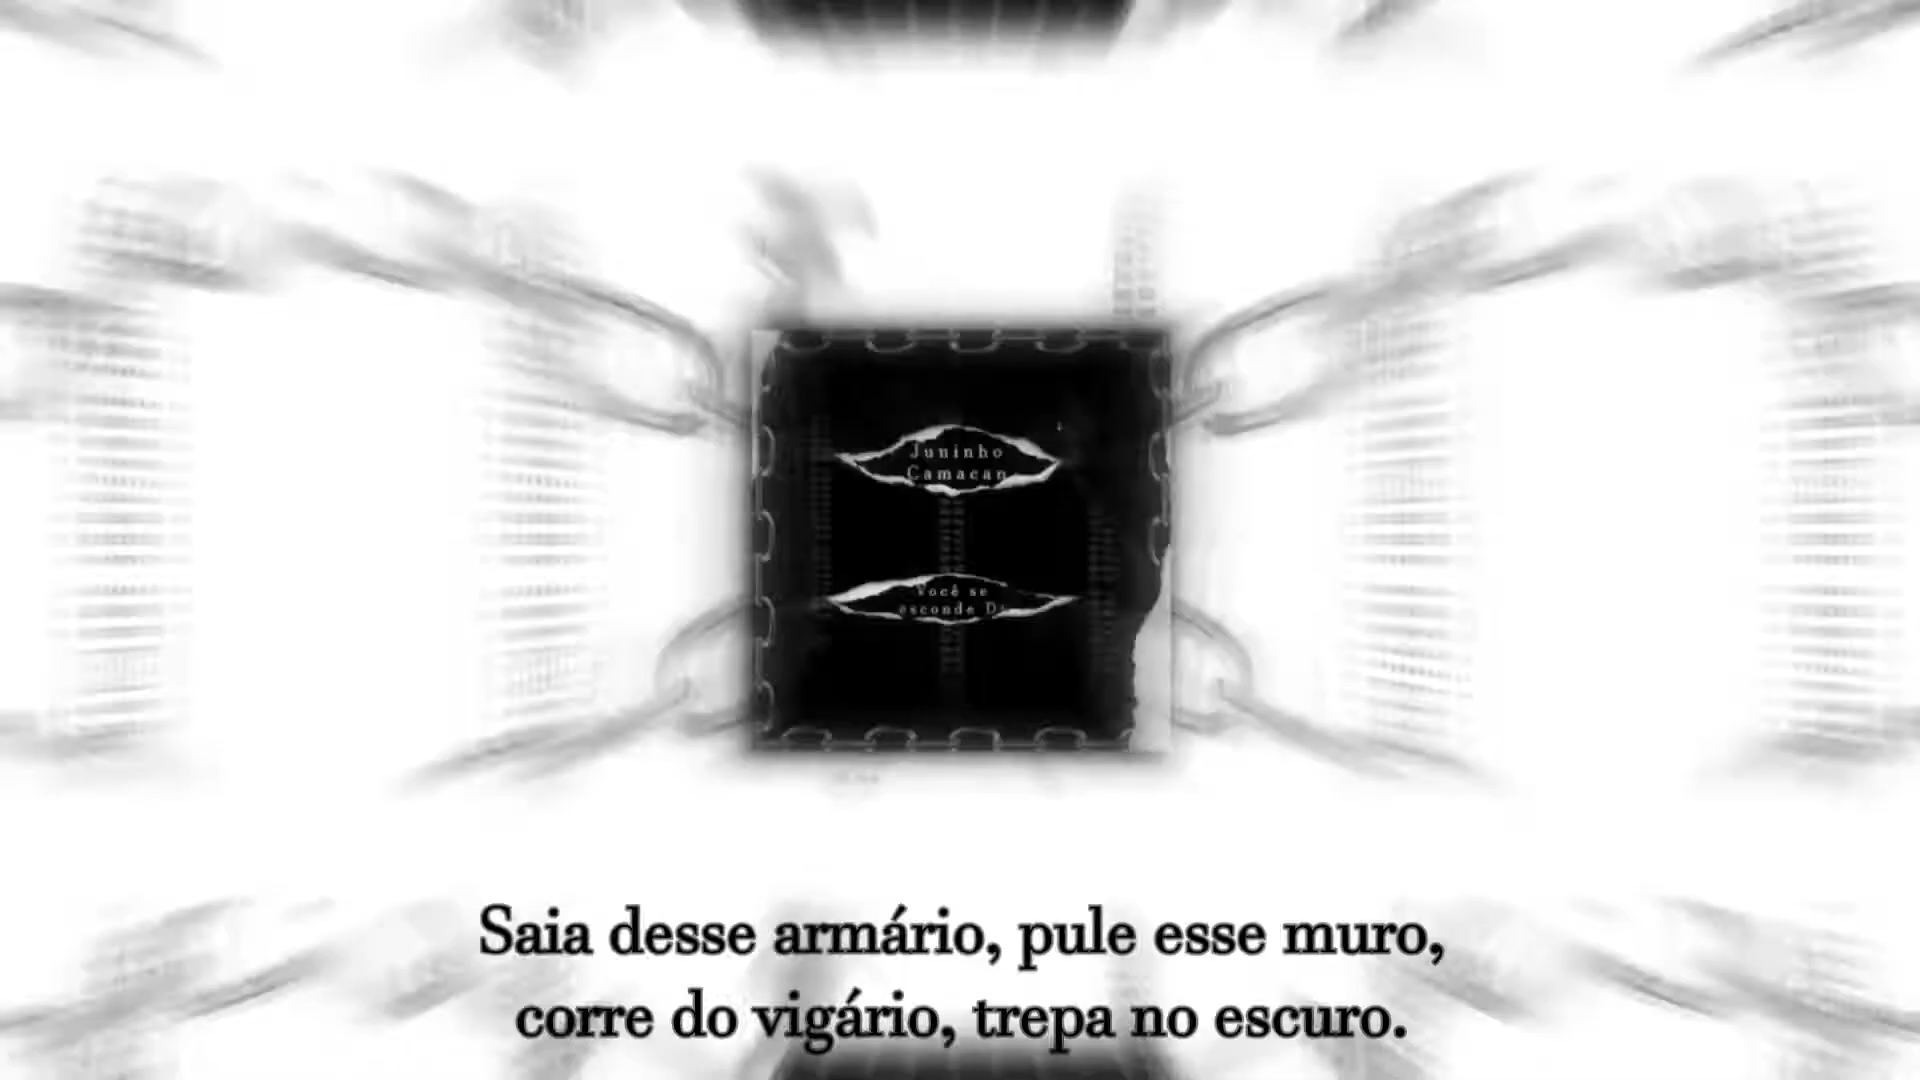 Juninho
Camacan
Você se
esconde
Saia desse armário, pule esse muro,
corre do vigário, trepa no escuro.